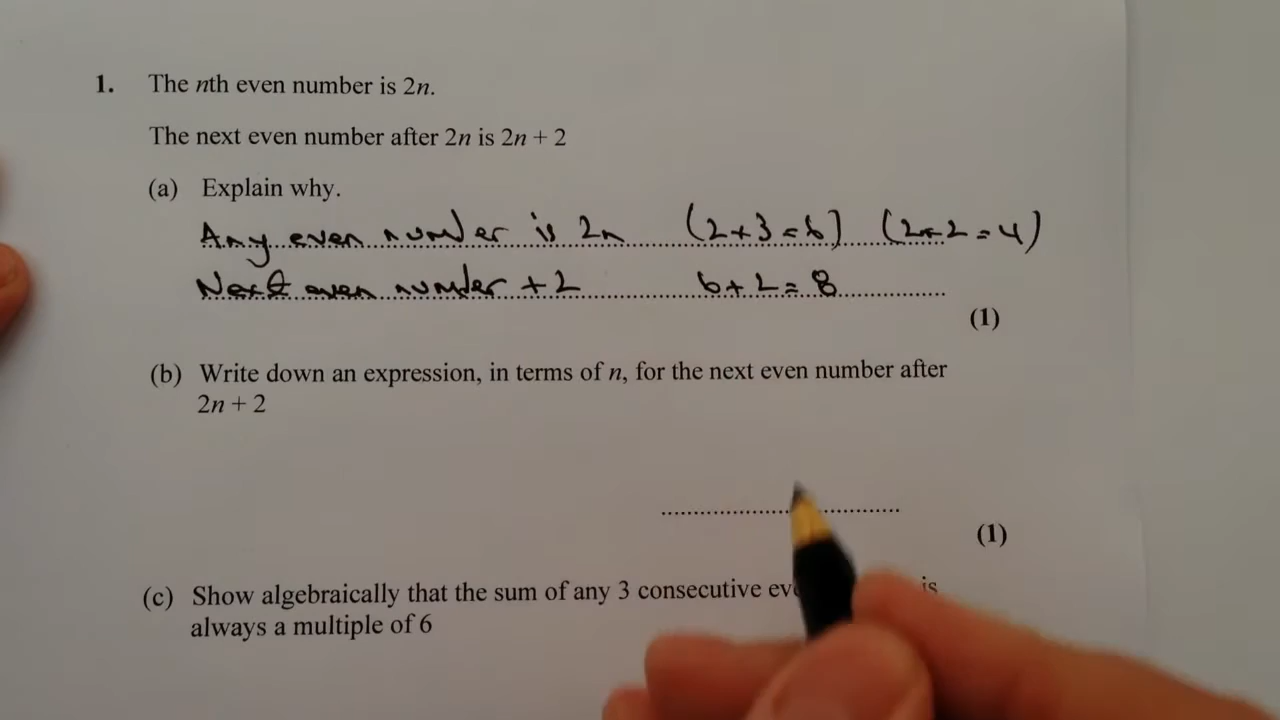 1. The nth even number is 2n.
The next even number after 2n is 2n + 2
(a) Explain why.
Any even number is 2n (2+3=6) (2+2=4)
Next even number +2 6+2=8
(1)
(b) Write down an expression, in terms of n, for the next even number after
2n + 2
(1)
(c) Show algebraically that the sum of any 3 consecutive is
always a multiple of 6